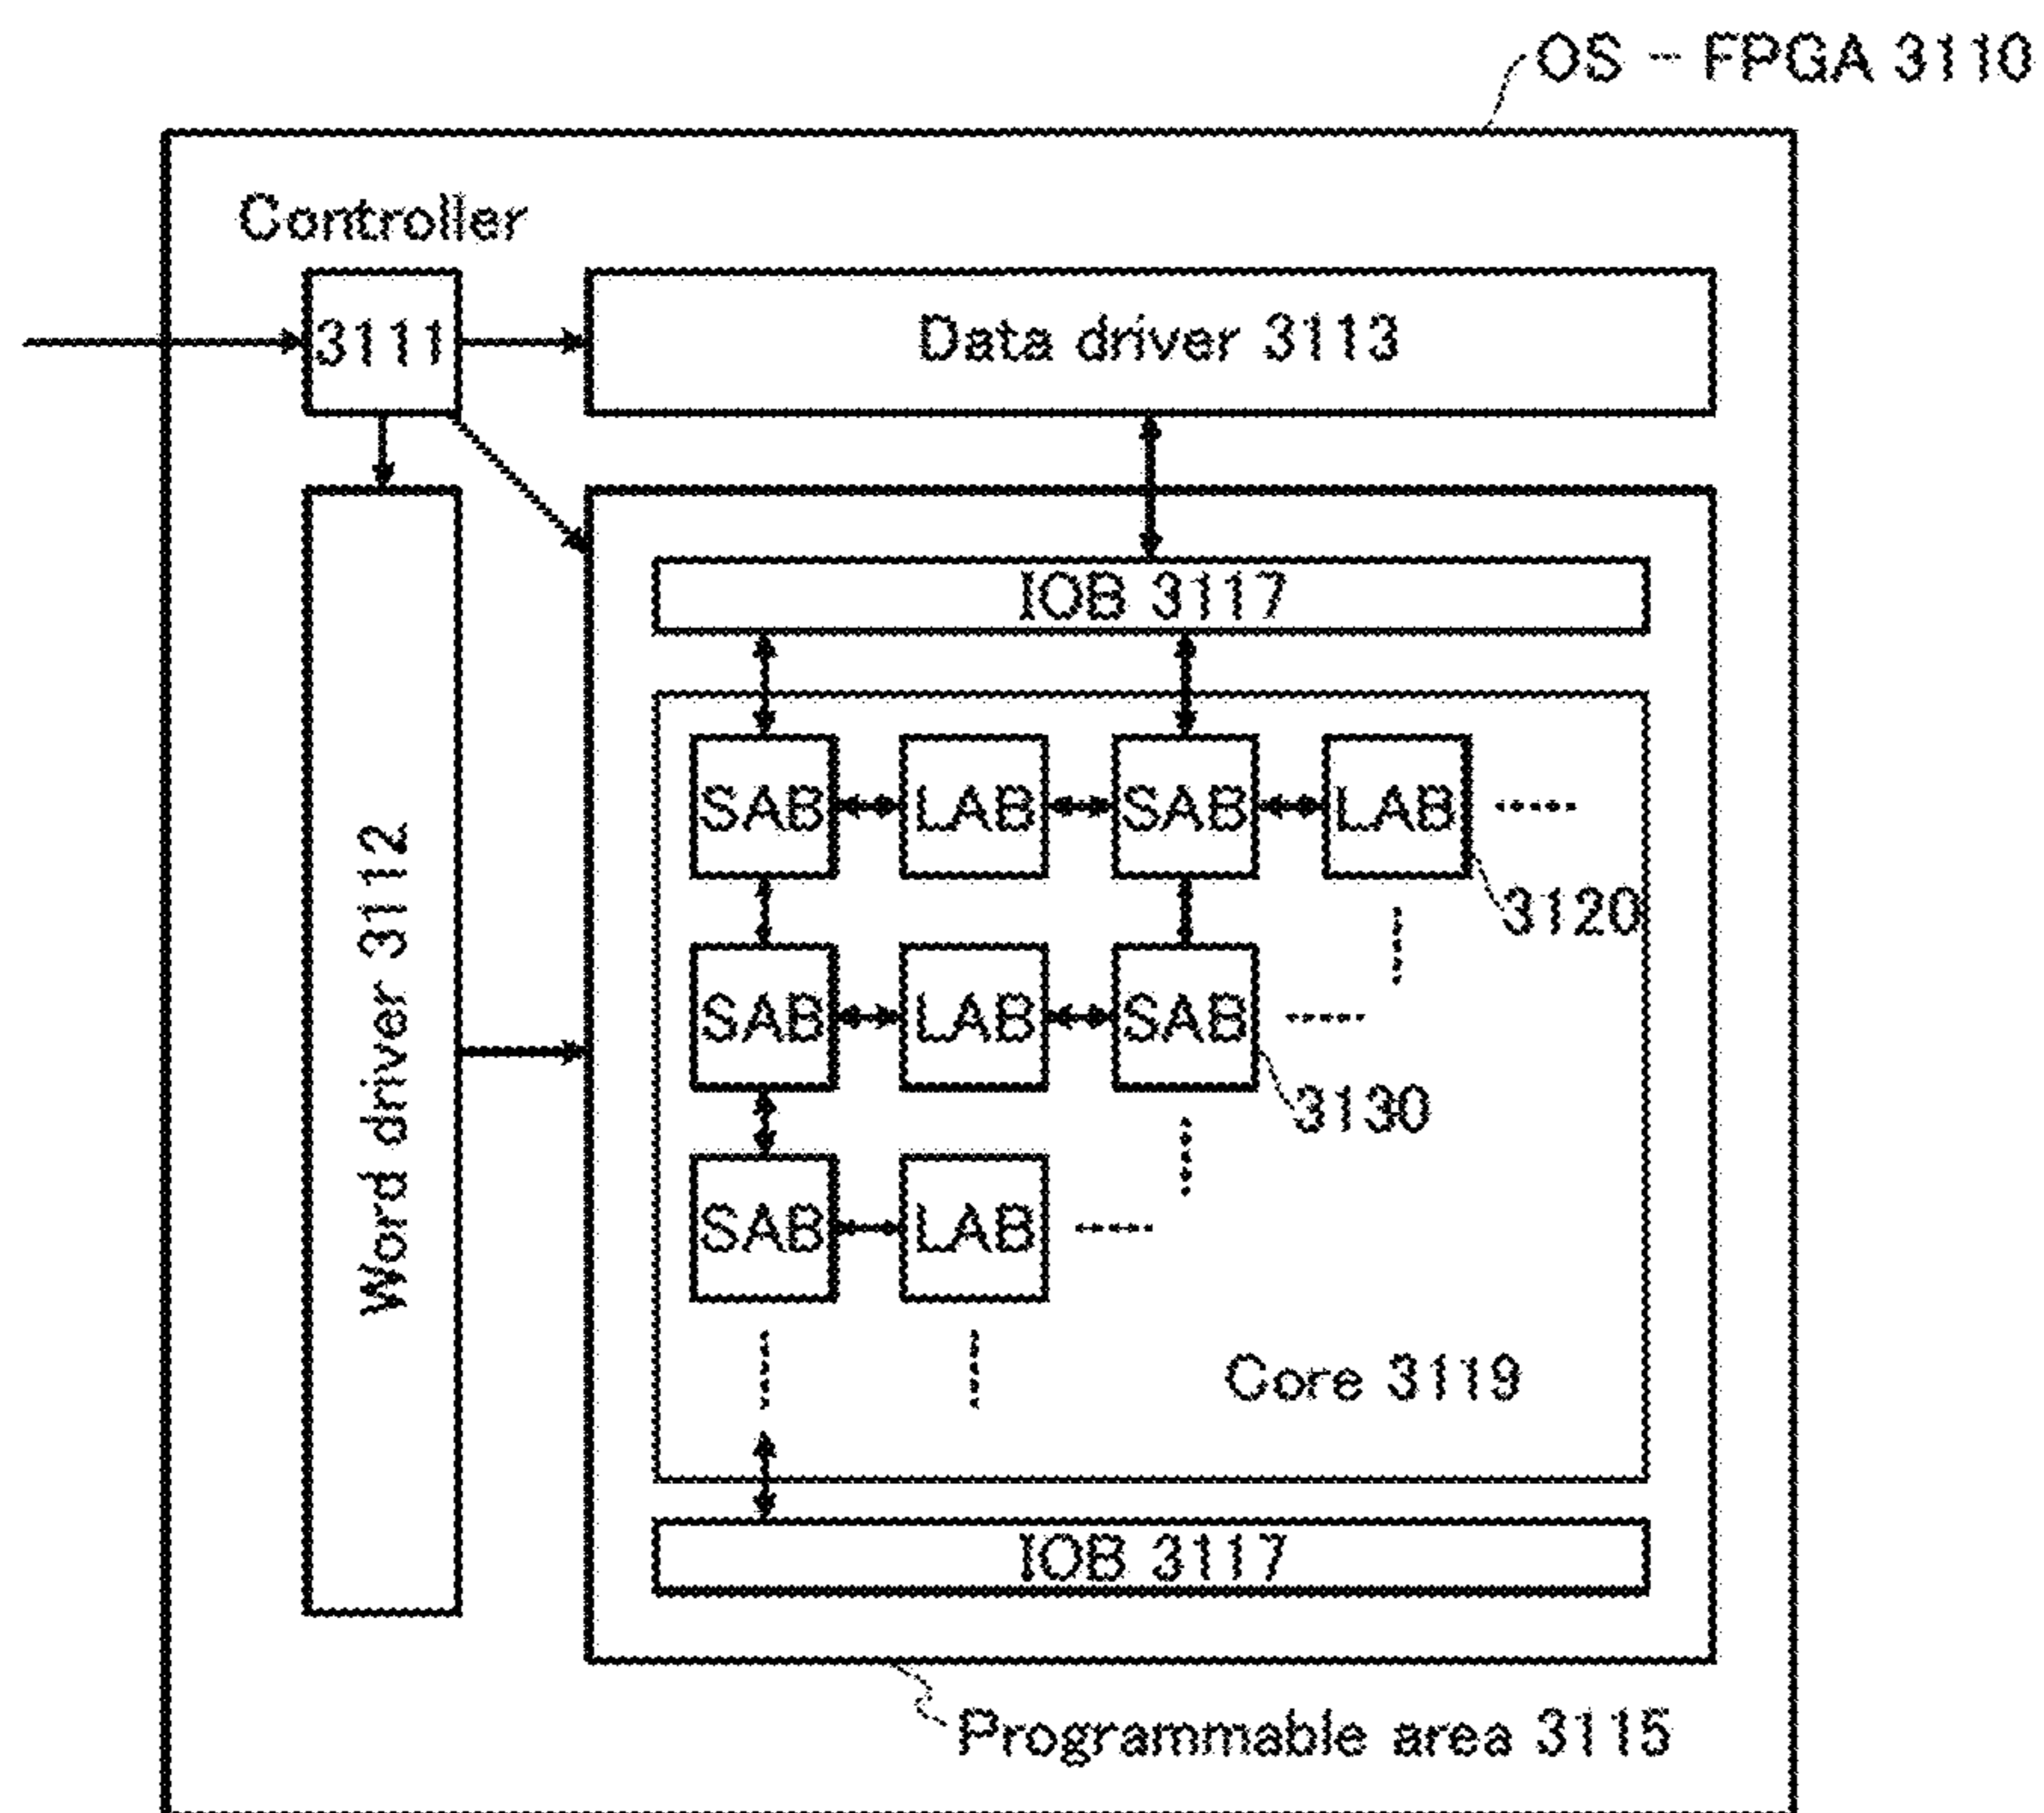 OS - FPGA 3110
Controller
3111
Data driver 3113
Word driver 3112
IOB 3117
SAB LAB SAB LAB
3120
SAB LAB SAB
3130
SAB LAB
Core 3119
IOB 3117
Programmable area 3115